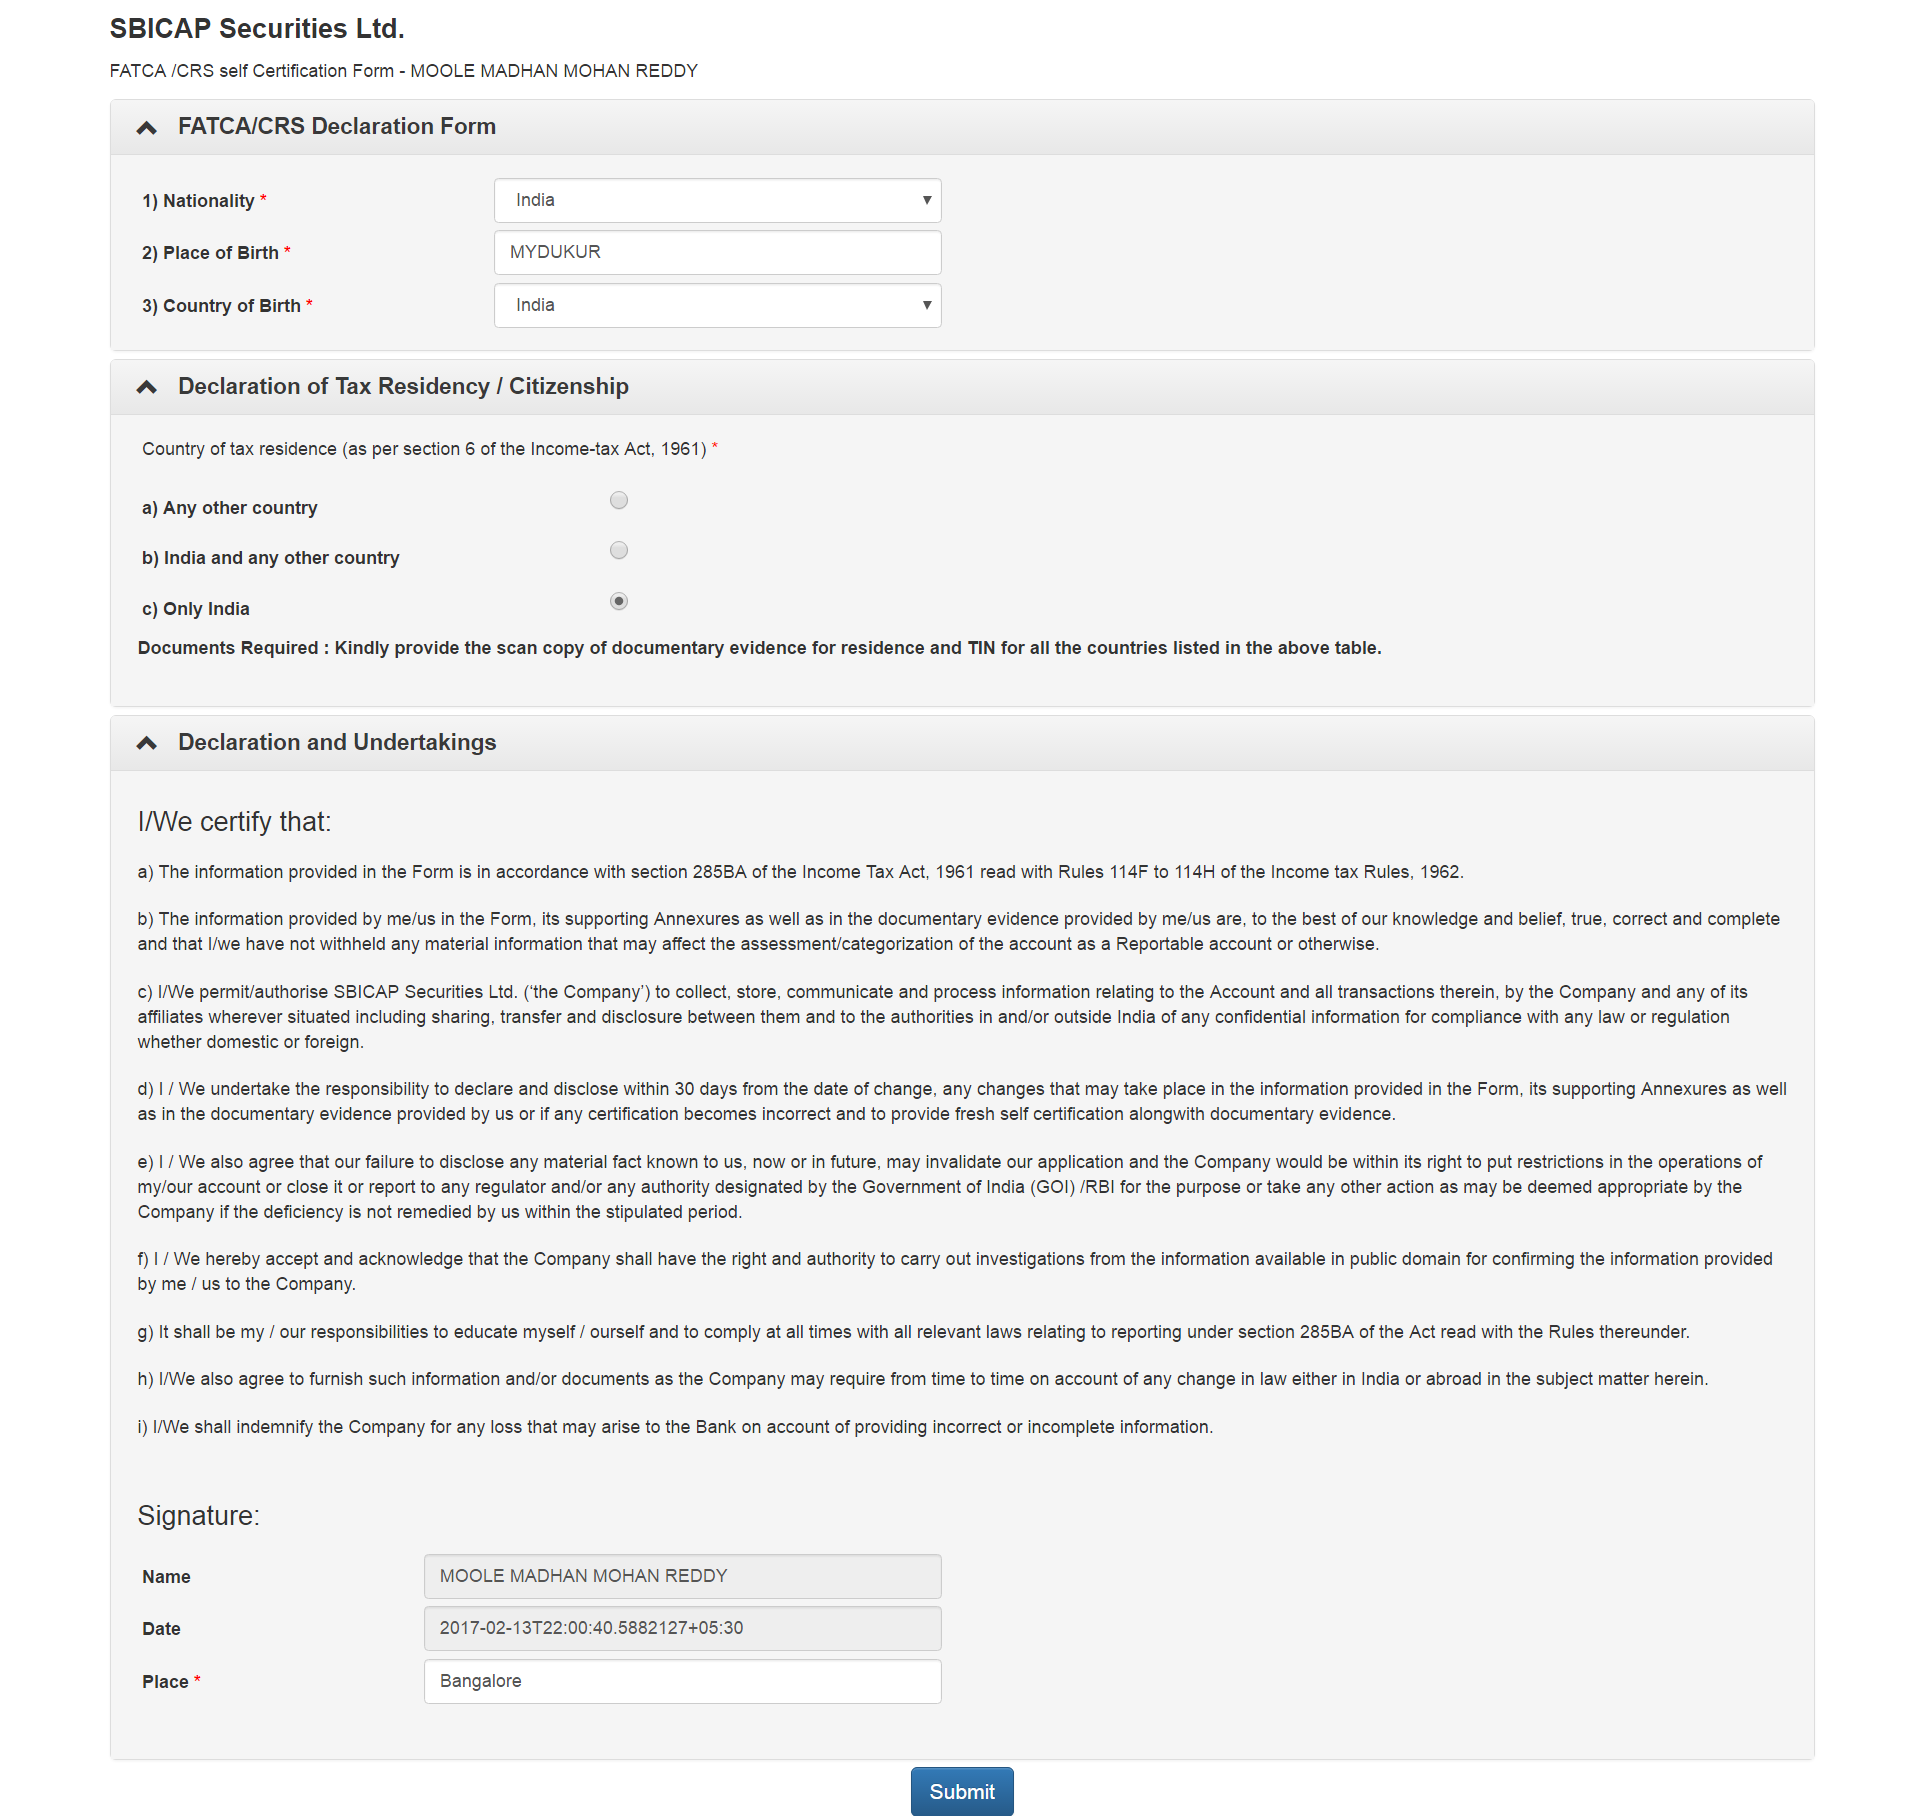 SBICAP Securities Ltd.
FATCA /CRS self Certification Form - MOOLE MADHAN MOHAN REDDY
FATCA/CRS Declaration Form
1) Nationality * India
2) Place of Birth * MYDUKUR
3) Country of Birth * India
Declaration of Tax Residency / Citizenship
Country of tax residence (as per section 6 of the Income-tax Act, 1961) *
a) Any other country
b) India and any other country
c) Only India
Documents Required : Kindly provide the scan copy of documentary evidence for residence and TIN for all the countries listed in the above table.
Declaration and Undertakings
I/We certify that:
a) The information provided in the Form is in accordance with section 285BA of the Income Tax Act, 1961 read with Rules 114F to 114H of the Income tax Rules, 1962.
b) The information provided by me/us in the Form, its supporting Annexures as well as in the documentary evidence provided by me/us are, to the best of our knowledge and belief, true, correct and complete
and that I/we have not withheld any material information that may affect the assessment/categorization of the account as a Reportable account or otherwise.
c) I/We permit/authorise SBICAP Securities Ltd. (‘the Company’) to collect, store, communicate and process information relating to the Account and all transactions therein, by the Company and any of its
affiliates wherever situated including sharing, transfer and disclosure between them and to the authorities in and/or outside India of any confidential information for compliance with any law or regulation
whether domestic or foreign.
d) I / We undertake the responsibility to declare and disclose within 30 days from the date of change, any changes that may take place in the information provided in the Form, its supporting Annexures as well
as in the documentary evidence provided by us or if any certification becomes incorrect and to provide fresh self certification alongwith documentary evidence.
e) I / We also agree that our failure to disclose any material fact known to us, now or in future, may invalidate our application and the Company would be within its right to put restrictions in the operations of
my/our account or close it or report to any regulator and/or any authority designated by the Government of India (GOI) /RBI for the purpose or take any other action as may be deemed appropriate by the
Company if the deficiency is not remedied by us within the stipulated period.
f) I / We hereby accept and acknowledge that the Company shall have the right and authority to carry out investigations from the information available in public domain for confirming the information provided
by me / us to the Company.
g) It shall be my / our responsibilities to educate myself / ourself and to comply at all times with all relevant laws relating to reporting under section 285BA of the Act read with the Rules thereunder.
h) I/We also agree to furnish such information and/or documents as the Company may require from time to time on account of any change in law either in India or abroad in the subject matter herein.
i) I/We shall indemnify the Company for any loss that may arise to the Bank on account of providing incorrect or incomplete information.
Signature:
Name MOOLE MADHAN MOHAN REDDY
Date 2017-02-13T22:00:40.5882127+05:30
Place * Bangalore
Submit